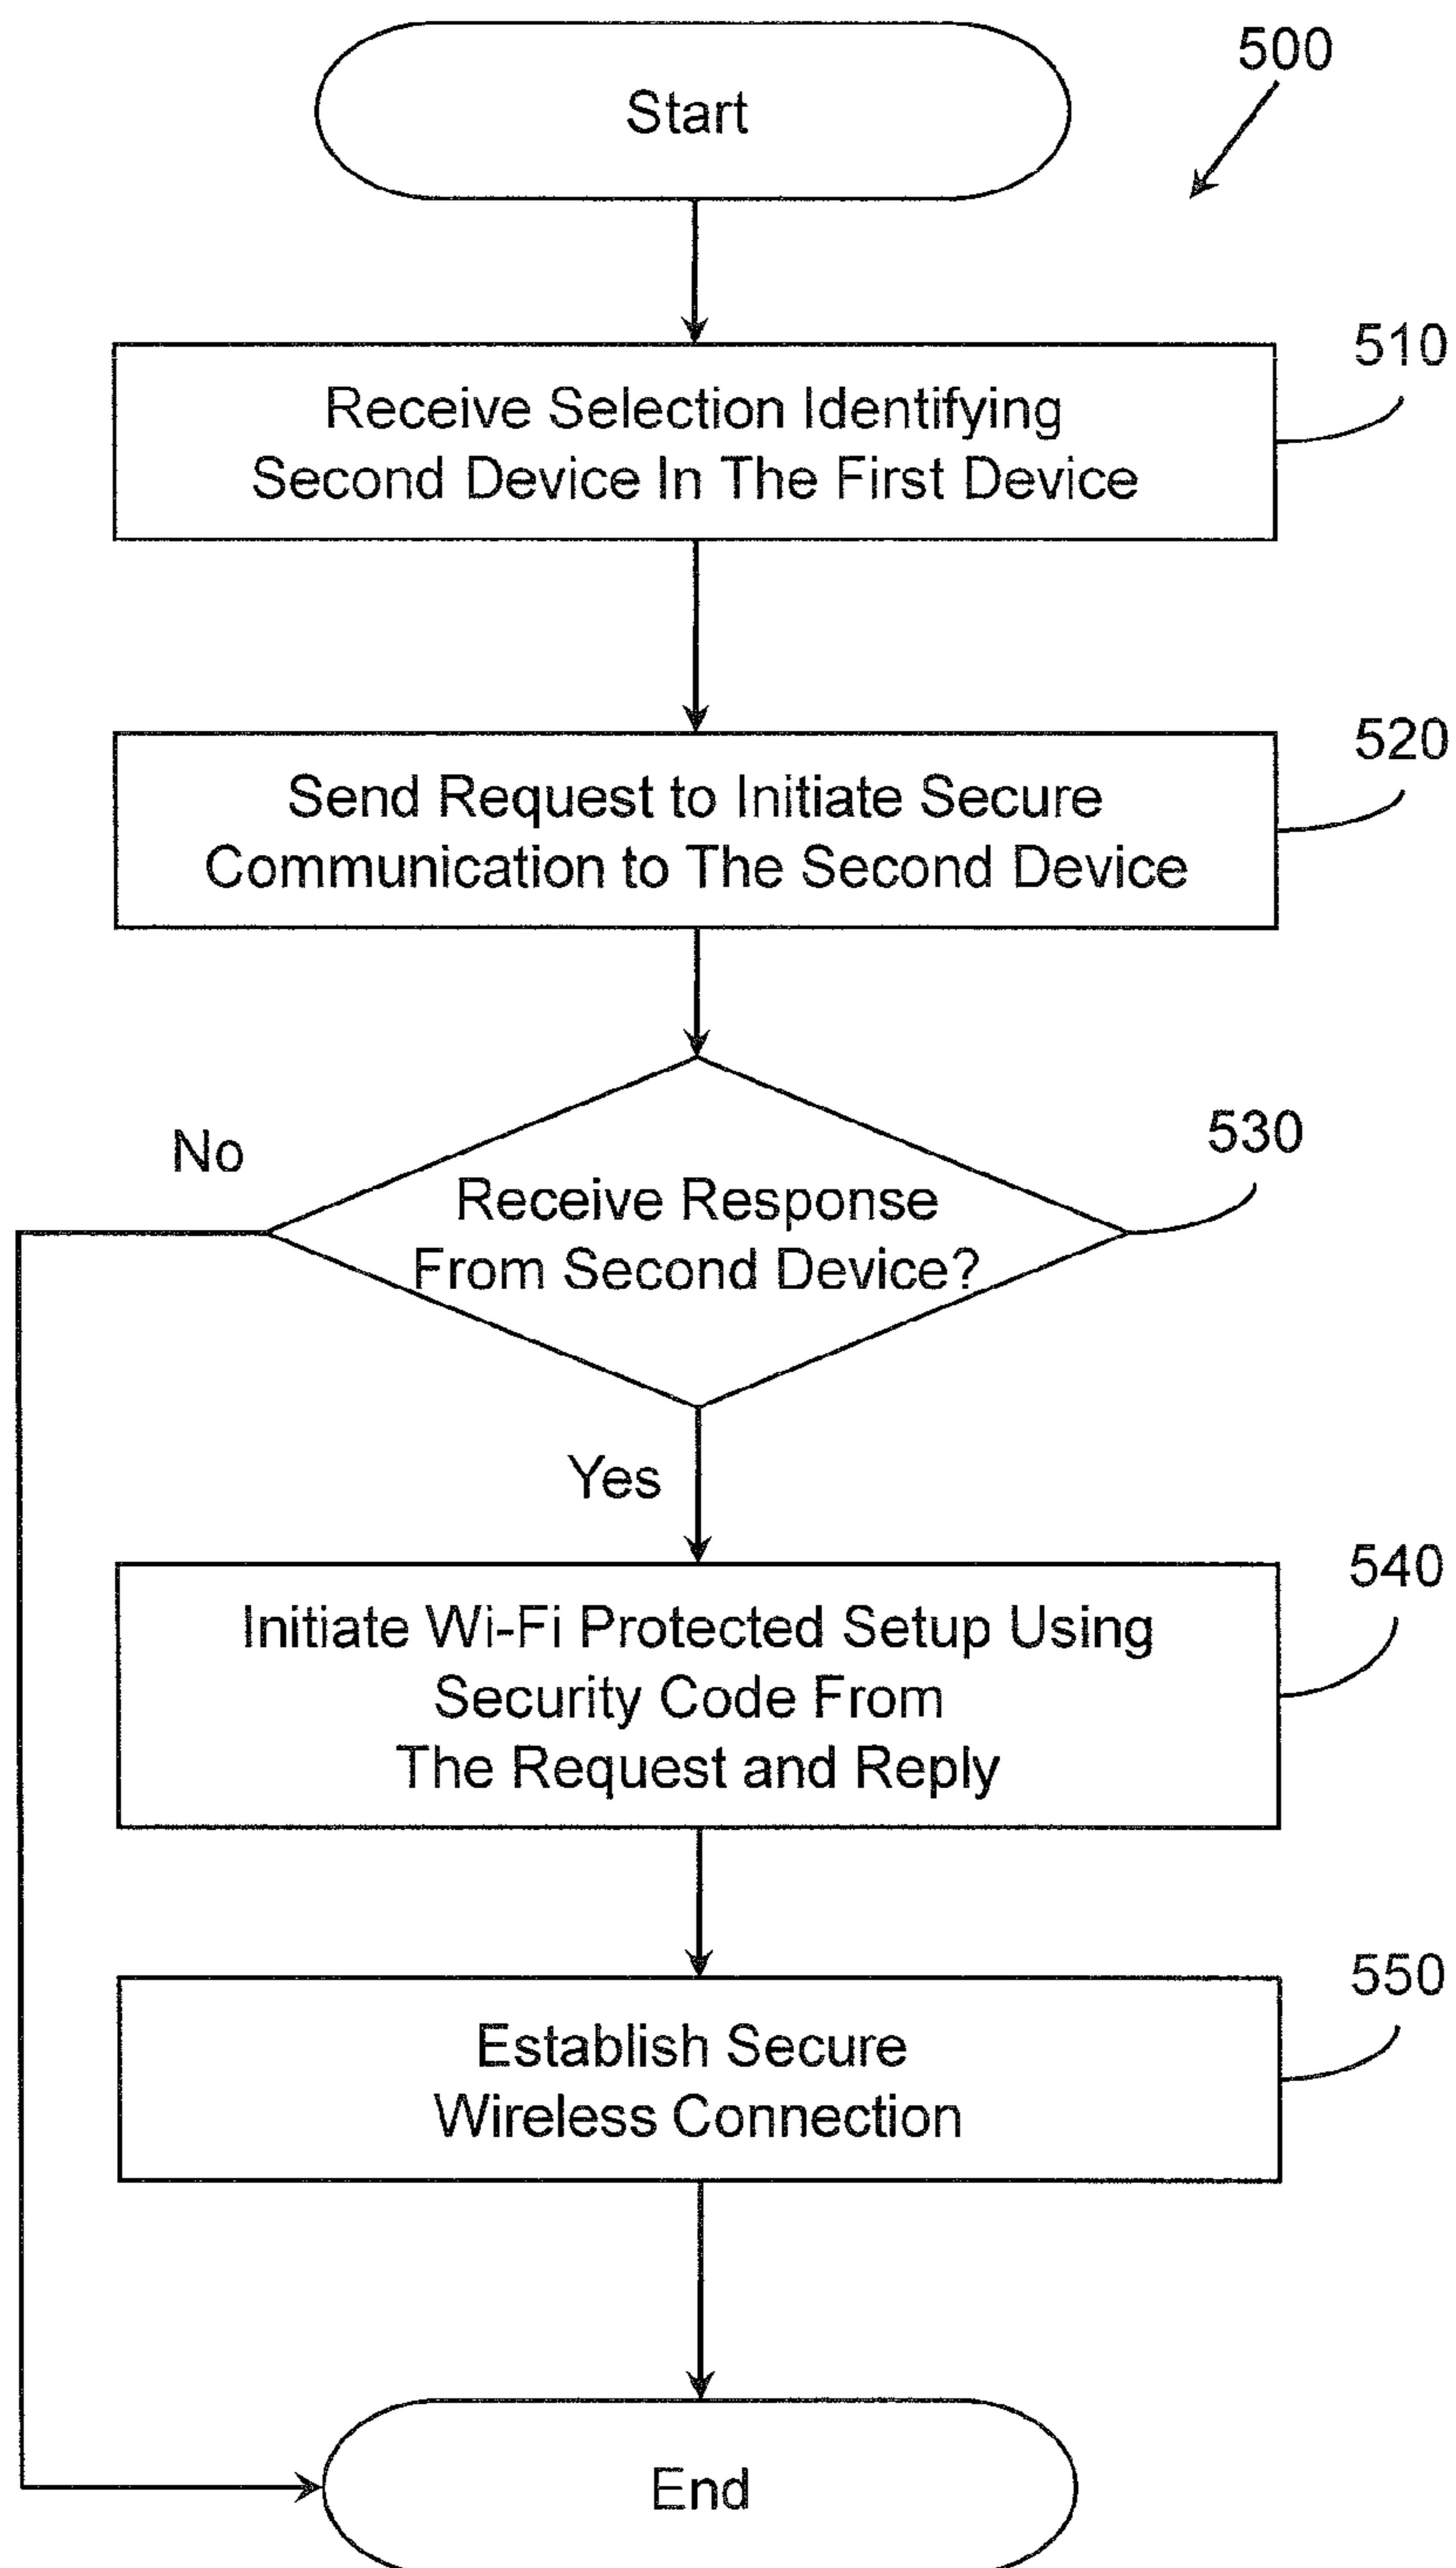 500
Start
510
Receive Selection Identifying
Second Device In The First Device
520
Send Request to Initiate Secure
Communication to The Second Device
530
No
Receive Response
From Second Device?
Yes
540
Initiate Wi-Fi Protected Setup Using
Security Code From
The Request and Reply
550
Establish Secure
Wireless Connection
End